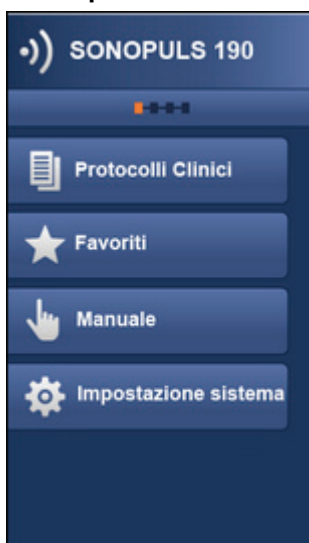 SONOPULS 190
Protocolli Clinici
Favoriti
Manuale
Impostazione sistema